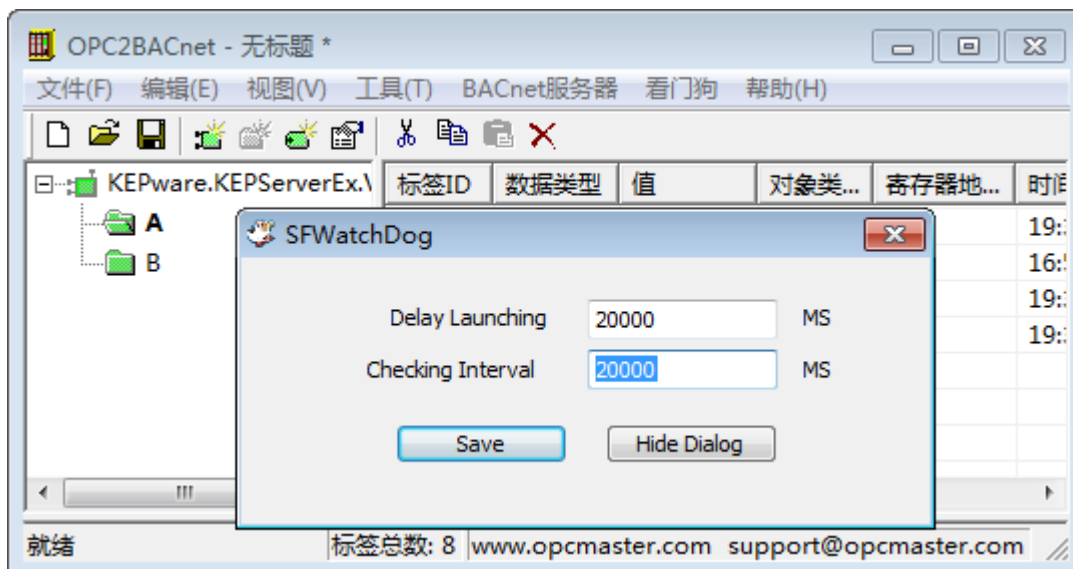 OPC2BACnet - 无标题 *
文件(F) 编辑(E) 视图(V) 工具(T) BACnet服务器 看门狗 帮助(H)
KEPware.KEPServerEx.V
标签ID 数据类型 值 对象类... 寄存器地... 时间
A
B
19:
16:
19:
19:
SFWatchDog
Delay Launching 20000 MS
Checking Interval 20000 MS
Save Hide Dialog
就绪 标签总数: 8 www.opcmaster.com support@opcmaster.com